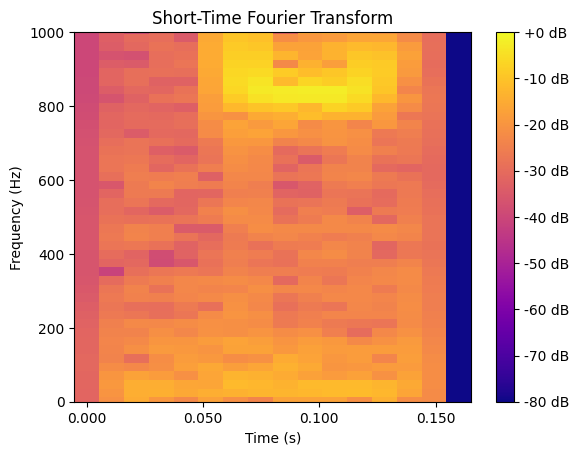 Short-Time Fourier Transform
1000
800
600
400
200
0
Frequency (Hz)
0.000
0.050
0.100
0.150
Time (s)
+0 dB
-10 dB
-20 dB
-30 dB
-40 dB
-50 dB
-60 dB
-70 dB
-80 dB